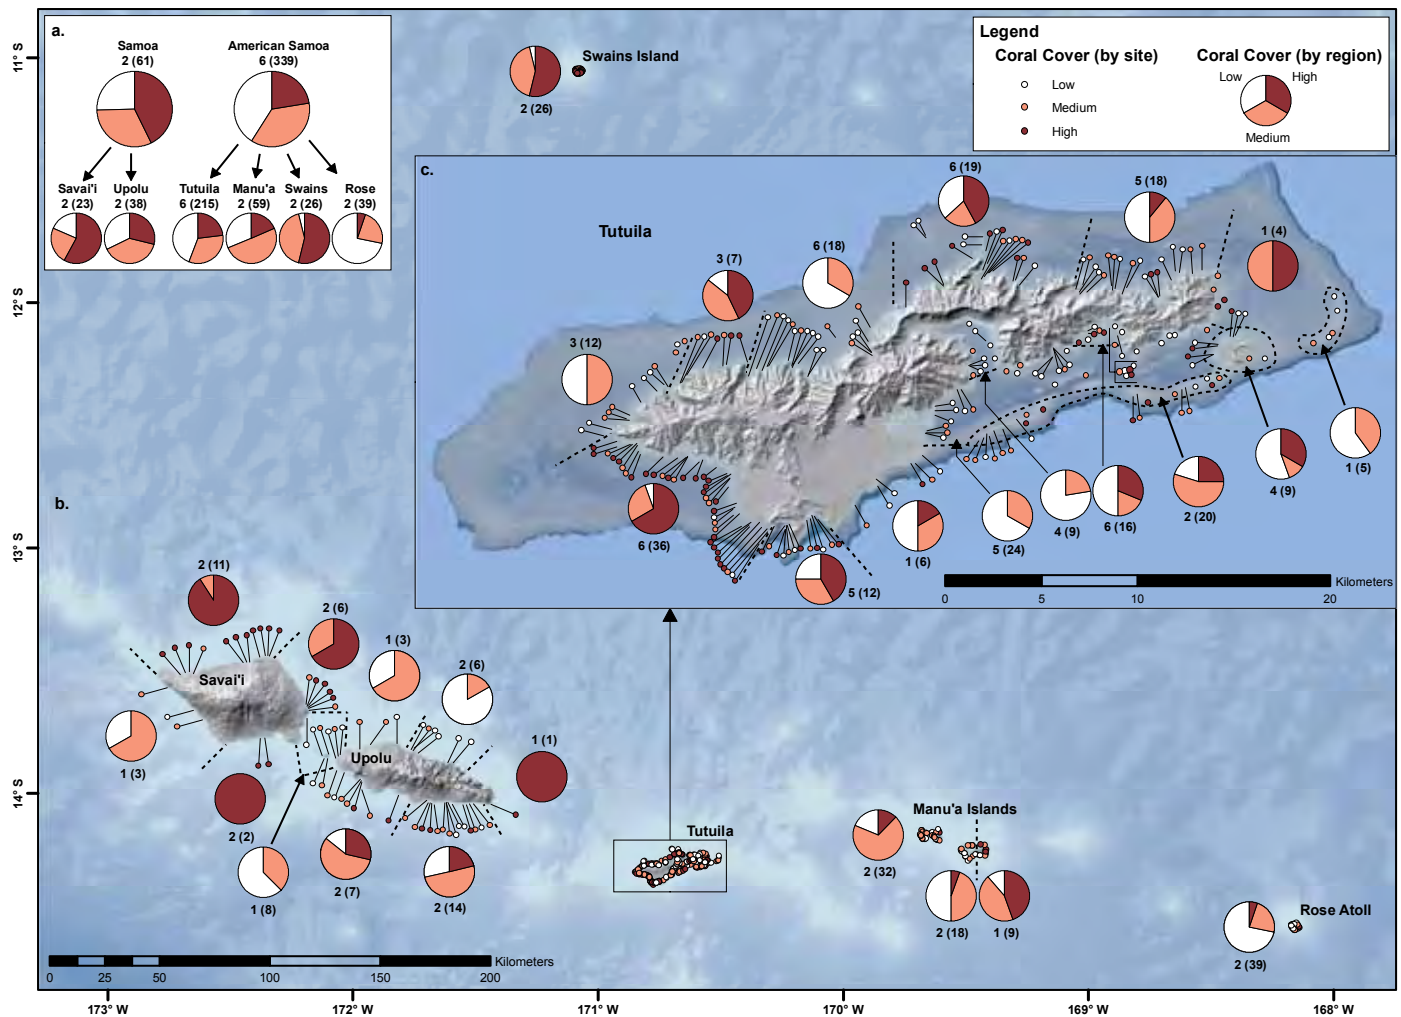 a.
Samoa
2 (61)
American Samoa
6 (339)
Savai'i
2 (23)
Upolu
2 (38)
Tutuila
6 (215)
Manu'a
2 (59)
Swains
2 (26)
Rose
2 (39)
Swains Island
2 (26)
Legend
Coral Cover (by site)
Low
Medium
High
Coral Cover (by region)
Low
High
Medium
c.
Tutuila
6 (19)
5 (18)
1 (4)
6 (18)
3 (7)
3 (12)
6 (36)
5 (12)
1 (6)
5 (24)
4 (9)
6 (16)
2 (20)
4 (9)
1 (5)
0
5
10
20
Kilometers
b.
2 (11)
2 (6)
1 (3)
2 (6)
Savai'i
Upolu
1 (3)
1 (1)
2 (2)
1 (8)
2 (7)
2 (14)
Tutuila
Manu'a Islands
2 (32)
2 (18)
1 (9)
Rose Atoll
2 (39)
0
25
50
100
150
200
Kilometers
11° S
12° S
13° S
14° S
173° W
172° W
171° W
170° W
169° W
168° W